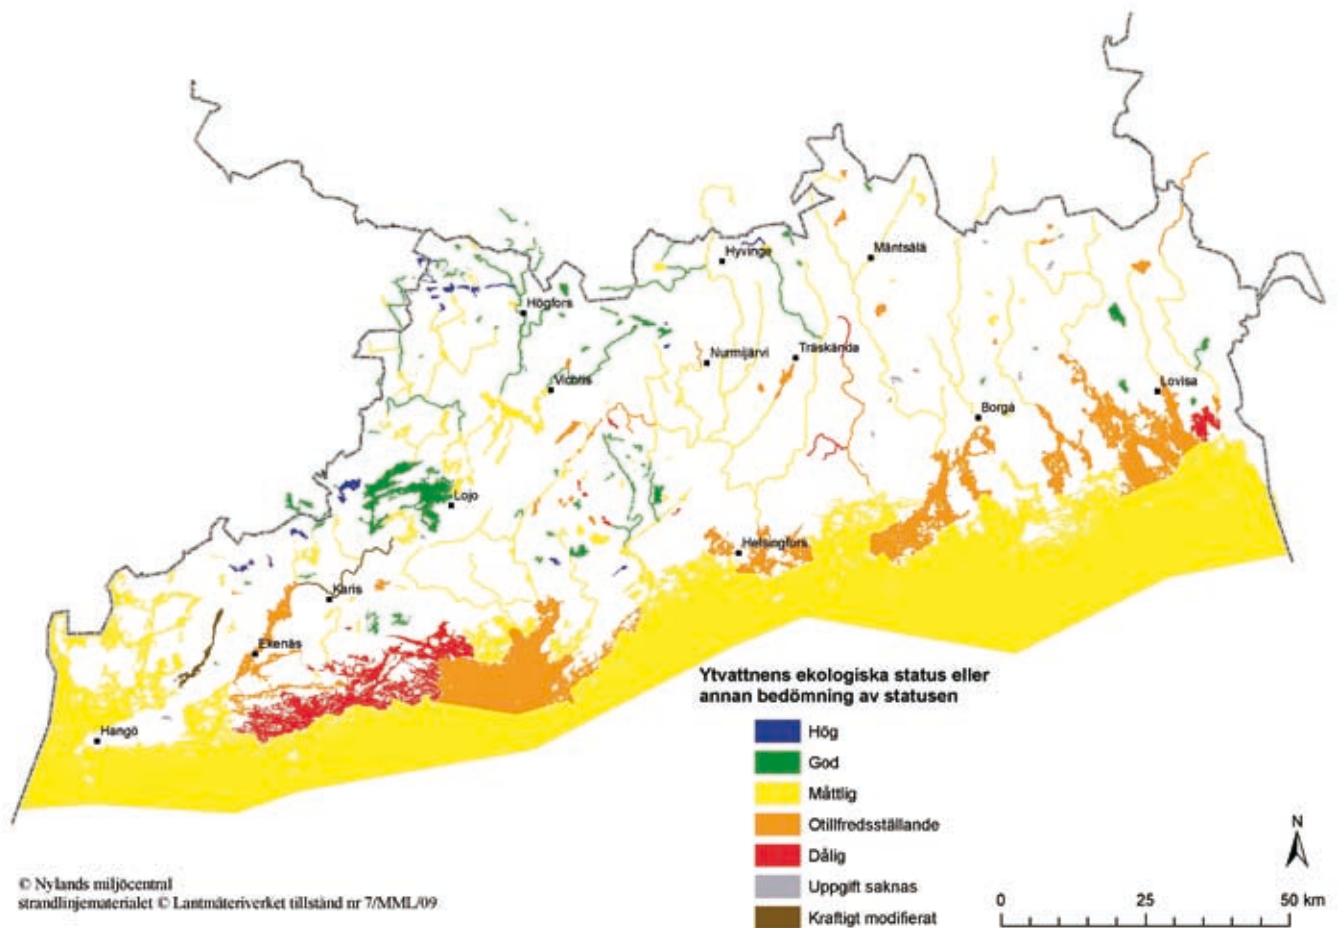 Hyvinge
Mäntsälä
Högfors
Nurmijärvi
Träskända
Vichtis
Lovisa
Borgå
Lojo
Helsingfors
Karis
Ekenäs
Hangö
Ytvattnens ekologiska status eller
annan bedömning av statusen
Hög
God
Måttlig
Otillfredsställande
Dålig
Uppgift saknas
Kraftigt modifierat
N
0 25 50 km
© Nylands miljöcentral
strandlinjematerialet © Lantmäteriverket tillstånd nr 7/MML/09